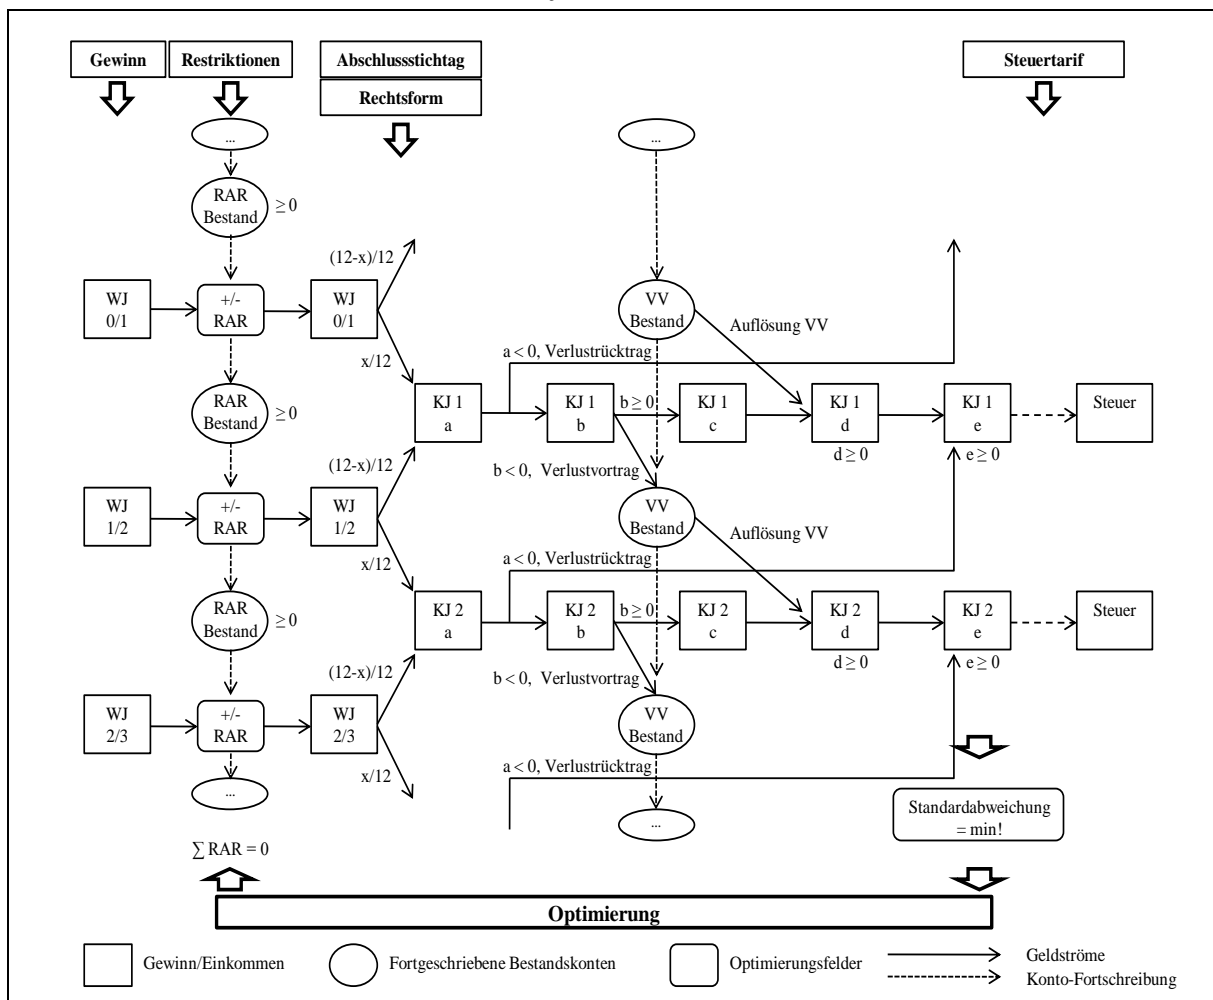 Gewinn
Restriktionen
Abschlussstichtag
Steuertarif
Rechtsform
...
...
RAR
Bestand
≥ 0
(12-x)/12
WJ
0/1
+/-
RAR
WJ
0/1
VV
Bestand
Auflösung VV
x/12
a < 0, Verlustrücktrag
RAR
Bestand
≥ 0
KJ 1
a
KJ 1
b
b ≥ 0
KJ 1
c
KJ 1
d
KJ 1
e
Steuer
d ≥ 0
e ≥ 0
(12-x)/12
b < 0, Verlustvortrag
WJ
1/2
+/-
RAR
WJ
1/2
VV
Bestand
Auflösung VV
x/12
a < 0, Verlustrücktrag
RAR
Bestand
≥ 0
KJ 2
a
KJ 2
b
b ≥ 0
KJ 2
c
KJ 2
d
KJ 2
e
Steuer
d ≥ 0
e ≥ 0
(12-x)/12
b < 0, Verlustvortrag
WJ
2/3
+/-
RAR
WJ
2/3
VV
Bestand
x/12
a < 0, Verlustrücktrag
...
...
Standardabweichung
= min!
∑ RAR = 0
Optimierung
Gewinn/Einkommen
Fortgeschriebene Bestandskonten
Optimierungsfelder
Geldströme
Konto-Fortschreibung